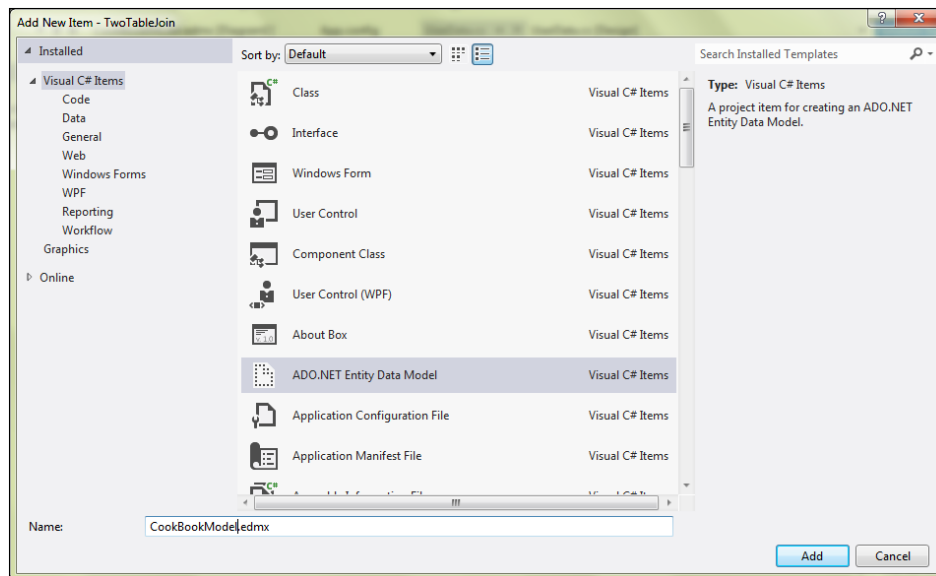 Add New Item - TwoTableJoin
Installed
Sort by: Default
Search Installed Templates
Visual C# Items
Code
Data
General
Web
Windows Forms
WPF
Reporting
Workflow
Graphics
Online
C# Class Visual C# Items
Interface Visual C# Items
Windows Form Visual C# Items
User Control Visual C# Items
Component Class Visual C# Items
User Control (WPF) Visual C# Items
About Box Visual C# Items
ADO.NET Entity Data Model Visual C# Items
Application Configuration File Visual C# Items
Application Manifest File Visual C# Items
C#
Type: Visual C# Items
A project item for creating an ADO.NET
Entity Data Model.
Name: CookBookModel.edmx
Add Cancel